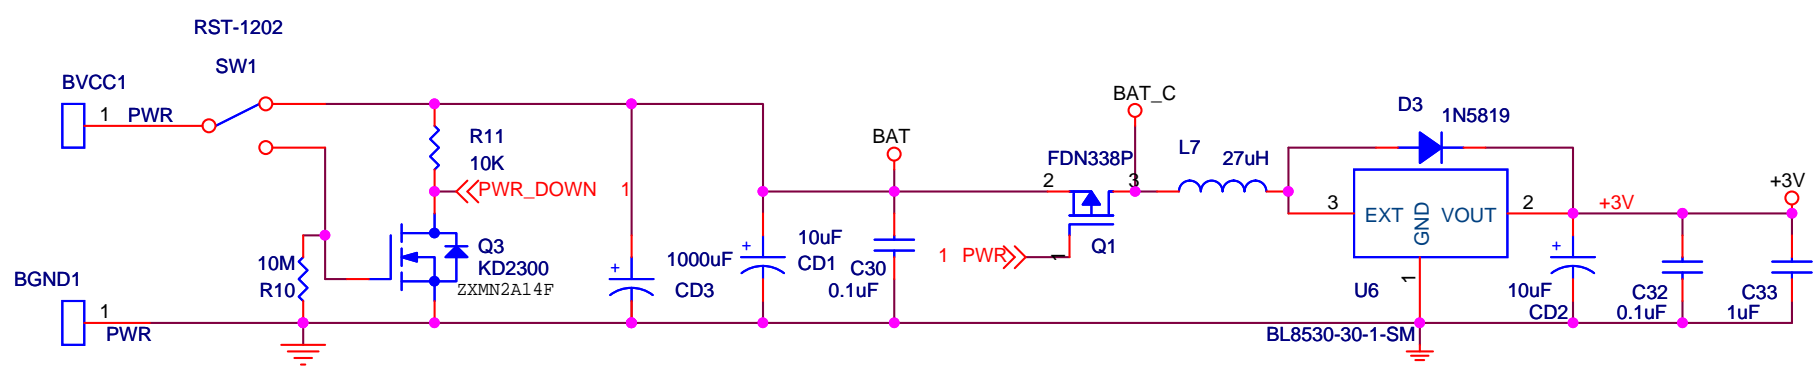 RST-1202
SW1
BVCC1
1
PWR
R11
10K
PWR_DOWN
1
Q3
KD2300
ZXMN2A14F
10M
R10
BGND1
1
PWR
+
1000uF
CD3
+
10uF
CD1
BAT
C30
0.1uF
BAT_C
FDN338P
2
3
Q1
1 PWR
1
L7
27uH
D3
1N5819
3
EXT
GND
VOUT
2
1
U6
BL8530-30-1-SM
+3V
+3V
+
10uF
CD2
C32
0.1uF
C33
1uF